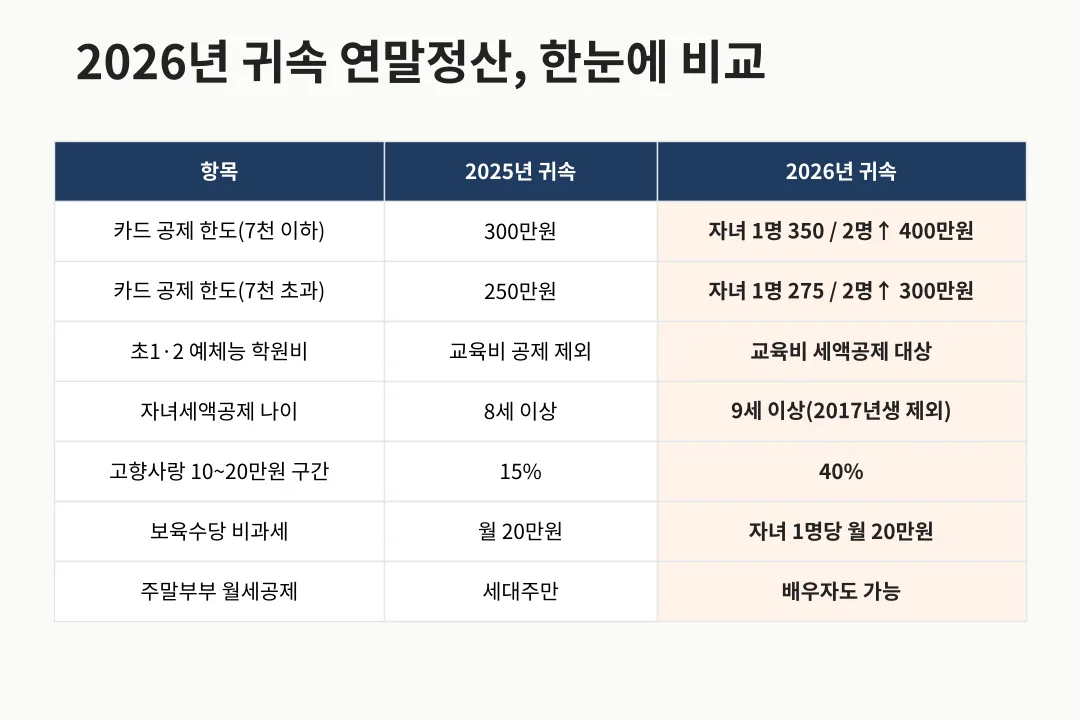 2026년 귀속 연말정산, 한눈에 비교
항목 2025년 귀속 2026년 귀속
카드 공제 한도(7천 이하) 300만원 자녀 1명 350 / 2명↑ 400만원
카드 공제 한도(7천 초과) 250만원 자녀 1명 275 / 2명↑ 300만원
초1·2 예체능 학원비 교육비 공제 제외 교육비 세액공제 대상
자녀세액공제 나이 8세 이상 9세 이상(2017년생 제외)
고향사랑 10~20만원 구간 15% 40%
보육수당 비과세 월 20만원 자녀 1명당 월 20만원
주말부부 월세공제 세대주만 배우자도 가능